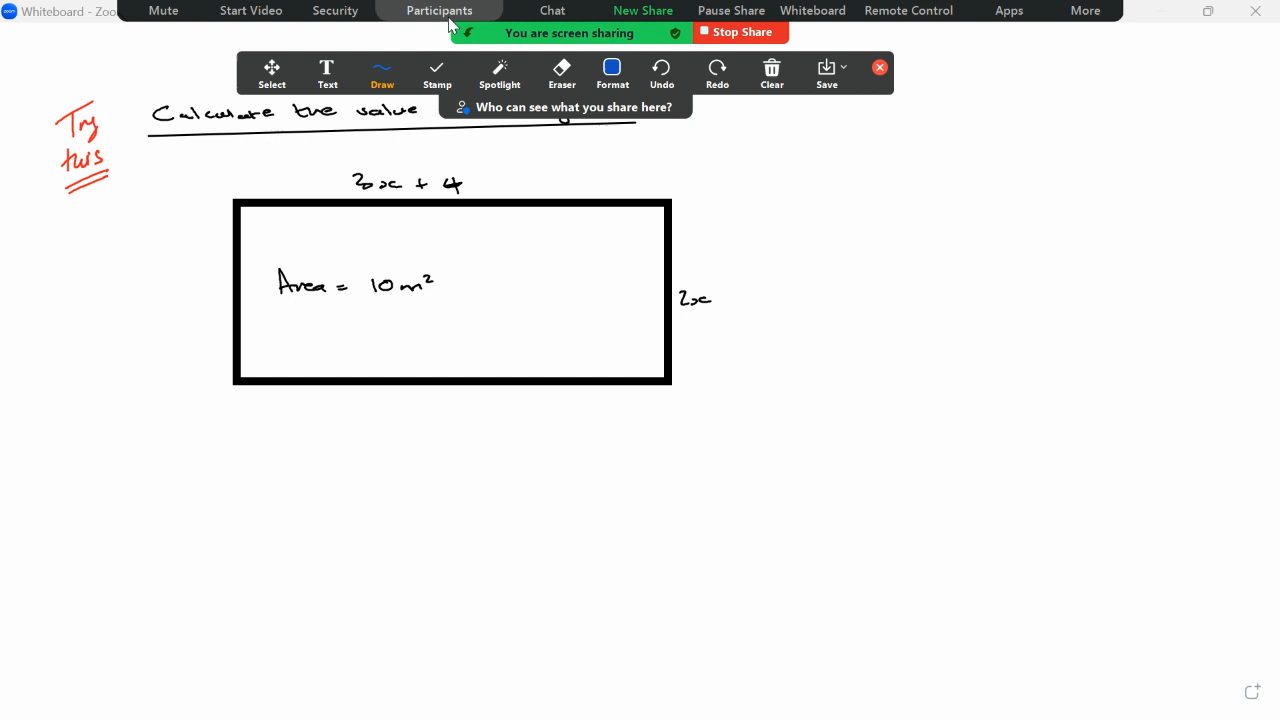 Whiteboard - Zoo
Mute Start Video Security Participants Chat New Share Pause Share Whiteboard Remote Control Apps More
You are screen sharing Stop Share
Select Text Draw Stamp Spotlight Eraser Format Undo Redo Clear Save
Who can see what you share here?
Try
this
Calculate the value
3x + 4
Area = 10m²
2x